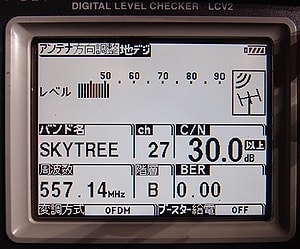 DIGITAL LEVEL CHECKER LCV2
アンテナ方向調整 地デジ
50 60 70 80 90
レベル
バンド名 ch C/N
SKYTREE 27 30.0 以上 dB
周波数 階層 BER
557.14 MHz B 0.00
変調方式 OFDM ブースター給電 OFF